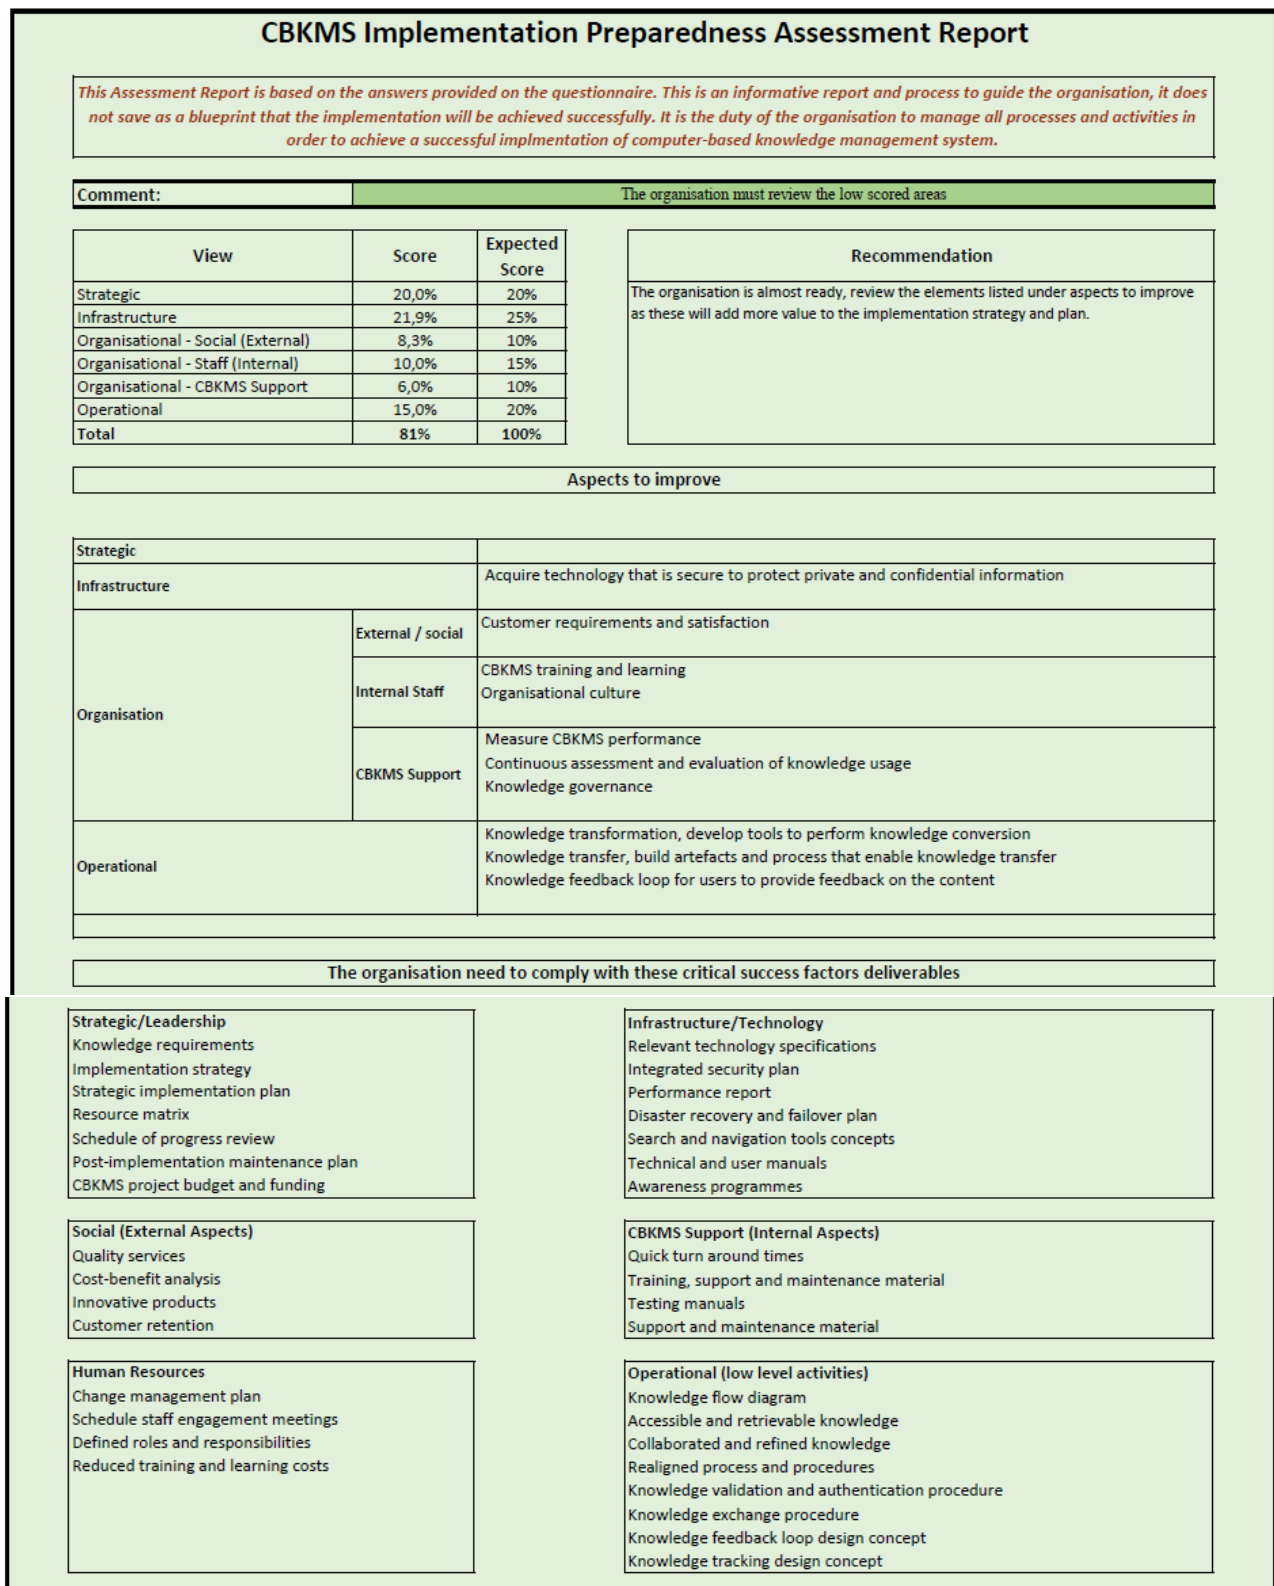 CBKMS Implementation Preparedness Assessment Report
This Assessment Report is based on the answers provided on the questionnaire. This is an informative report and process to guide the organisation, it does
not save as a blueprint that the implementation will be achieved successfully. It is the duty of the organisation to manage all processes and activities in
order to achieve a successful implmentation of computer-based knowledge management system.
Comment: The organisation must review the low scored areas
View Score Expected Score
Strategic 20,0% 20%
Infrastructure 21,9% 25%
Organisational - Social (External) 8,3% 10%
Organisational - Staff (Internal) 10,0% 15%
Organisational - CBKMS Support 6,0% 10%
Operational 15,0% 20%
Total 81% 100%
Recommendation
The organisation is almost ready, review the elements listed under aspects to improve
as these will add more value to the implementation strategy and plan.
Aspects to improve
Strategic
Infrastructure
Acquire technology that is secure to protect private and confidential information
Organisation
External / social
Customer requirements and satisfaction
Internal Staff
CBKMS training and learning
Organisational culture
CBKMS Support
Measure CBKMS performance
Continuous assessment and evaluation of knowledge usage
Knowledge governance
Operational
Knowledge transformation, develop tools to perform knowledge conversion
Knowledge transfer, build artefacts and process that enable knowledge transfer
Knowledge feedback loop for users to provide feedback on the content
The organisation need to comply with these critical success factors deliverables
Strategic/Leadership
Knowledge requirements
Implementation strategy
Strategic implementation plan
Resource matrix
Schedule of progress review
Post-implementation maintenance plan
CBKMS project budget and funding
Infrastructure/Technology
Relevant technology specifications
Integrated security plan
Performance report
Disaster recovery and failover plan
Search and navigation tools concepts
Technical and user manuals
Awareness programmes
Social (External Aspects)
Quality services
Cost-benefit analysis
Innovative products
Customer retention
CBKMS Support (Internal Aspects)
Quick turn around times
Training, support and maintenance material
Testing manuals
Support and maintenance material
Human Resources
Change management plan
Schedule staff engagement meetings
Defined roles and responsibilities
Reduced training and learning costs
Operational (low level activities)
Knowledge flow diagram
Accessible and retrievable knowledge
Collaborated and refined knowledge
Realigned process and procedures
Knowledge validation and authentication procedure
Knowledge exchange procedure
Knowledge feedback loop design concept
Knowledge tracking design concept